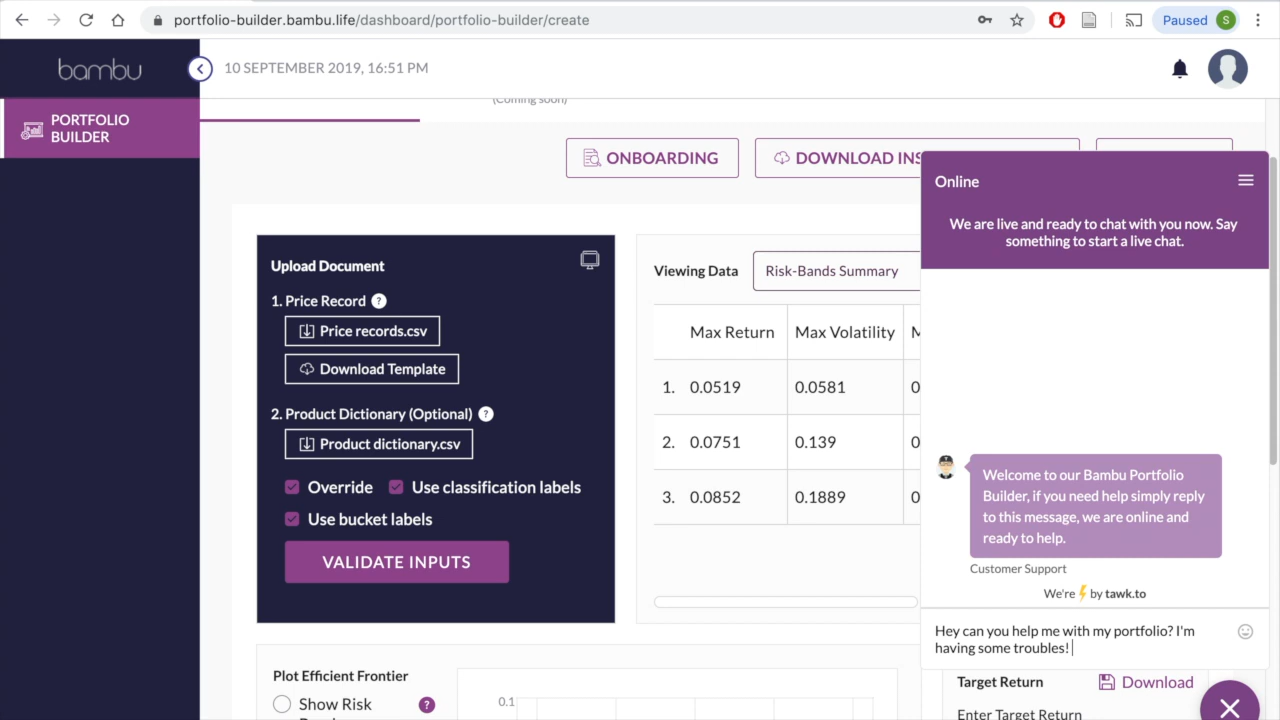 portfolio-builder.bambu.life/dashboard/portfolio-builder/create
Paused S
bambu
10 SEPTEMBER 2019, 16:51 PM
PORTFOLIO
BUILDER
(Coming soon)
ONBOARDING
DOWNLOAD INS
Upload Document
1. Price Record ?
Price records.csv
Download Template
2. Product Dictionary (Optional) ?
Product dictionary.csv
Override Use classification labels
Use bucket labels
VALIDATE INPUTS
Viewing Data Risk-Bands Summary
Max Return Max Volatility M
1. 0.0519 0.0581 0
2. 0.0751 0.139 0
3. 0.0852 0.1889 0
Plot Efficient Frontier
Show Risk ?
0.1
Online
We are live and ready to chat with you now. Say
something to start a live chat.
Welcome to our Bambu Portfolio
Builder, if you need help simply reply
to this message, we are online and
ready to help.
Customer Support
We're by tawk.to
Hey can you help me with my portfolio? I'm
having some troubles!
Target Return Download
Enter Target Return